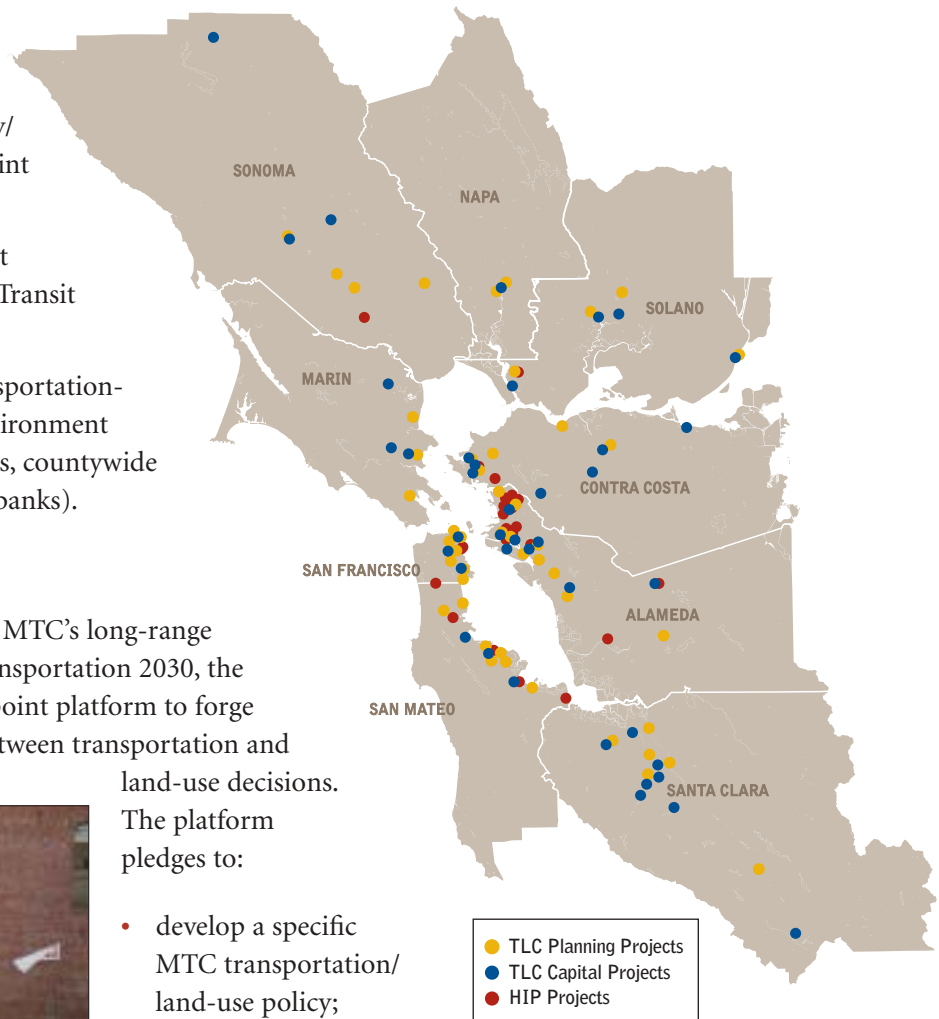 y/
int
t
Transit
sportation-
ironment
s, countywide
banks).
MTC's long-range
nsportation 2030, the
point platform to forge
etween transportation and
land-use decisions.
The platform
pledges to:
• develop a specific
MTC transportation/
land-use policy;
SONOMA
NAPA
SOLANO
MARIN
CONTRA COSTA
SAN FRANCISCO
ALAMEDA
SAN MATEO
SANTA CLARA
TLC Planning Projects
TLC Capital Projects
HIP Projects